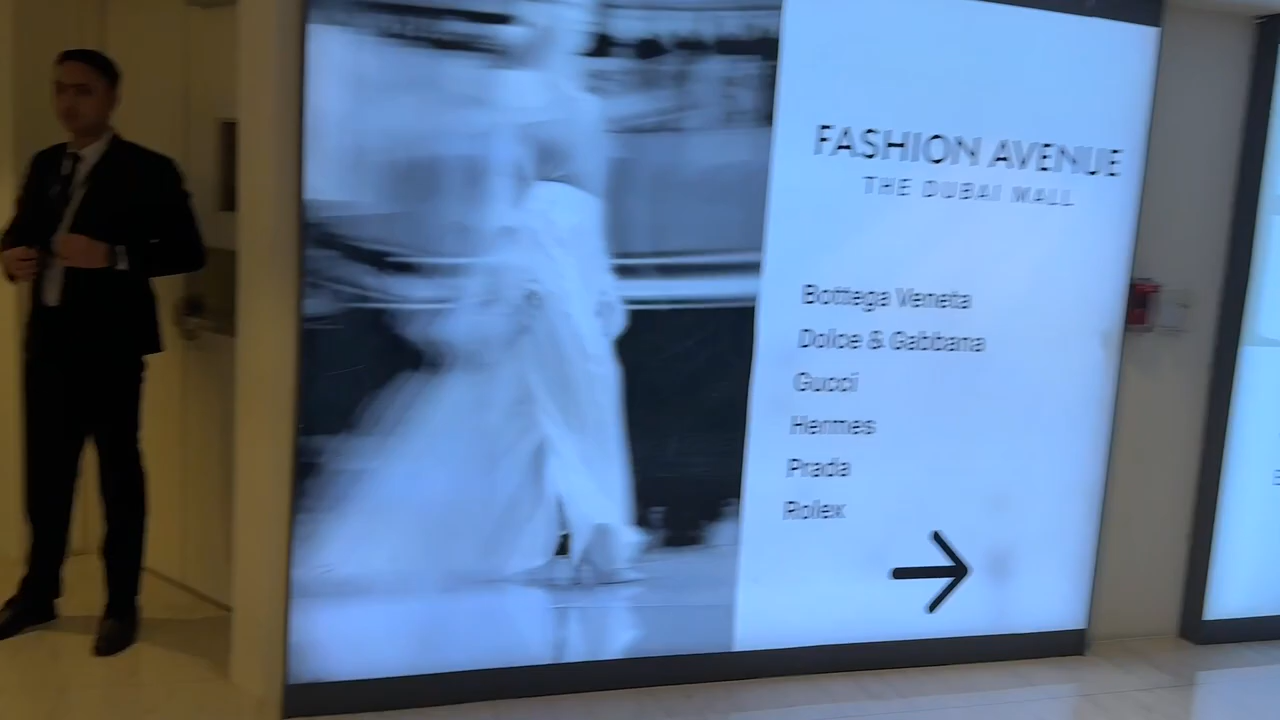 FASHION AVENUE
THE DUBAI MALL
Bottega Veneta
Dolce & Gabbana
Gucci
Hermes
Prada
Rolex